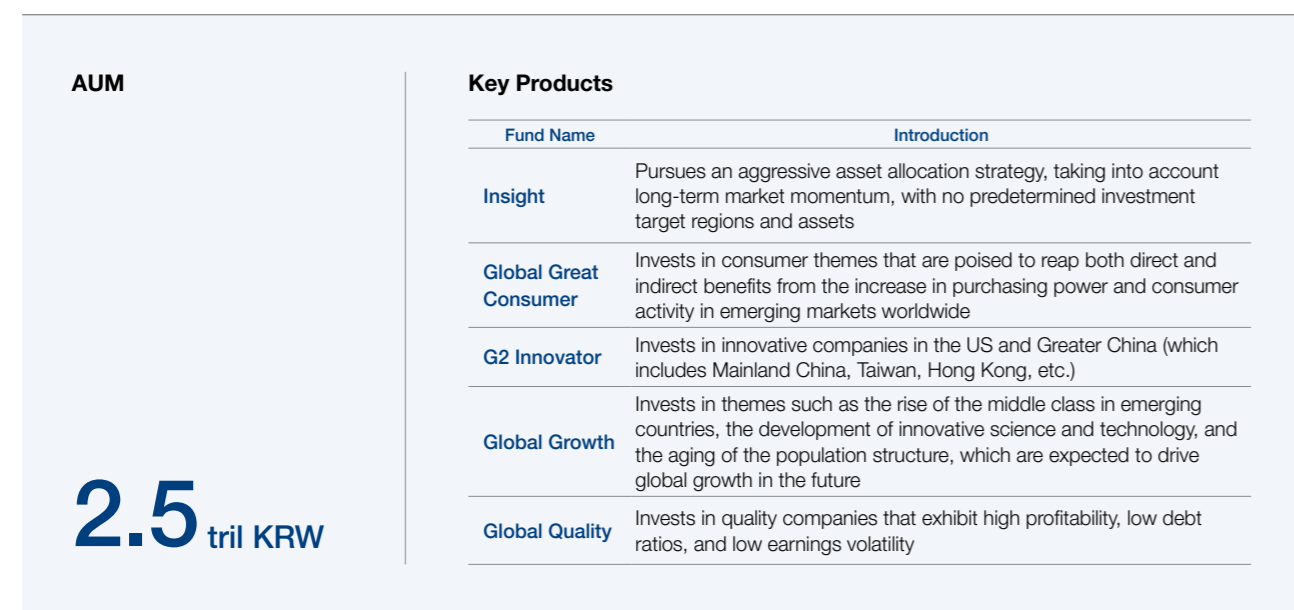 AUM
2.5 tril KRW
Key Products
Fund Name Introduction
Insight
Pursues an aggressive asset allocation strategy, taking into account
long-term market momentum, with no predetermined investment
target regions and assets
Global Great
Consumer
Invests in consumer themes that are poised to reap both direct and
indirect benefits from the increase in purchasing power and consumer
activity in emerging markets worldwide
G2 Innovator
Invests in innovative companies in the US and Greater China (which
includes Mainland China, Taiwan, Hong Kong, etc.)
Global Growth
Invests in themes such as the rise of the middle class in emerging
countries, the development of innovative science and technology, and
the aging of the population structure, which are expected to drive
global growth in the future
Global Quality
Invests in quality companies that exhibit high profitability, low debt
ratios, and low earnings volatility